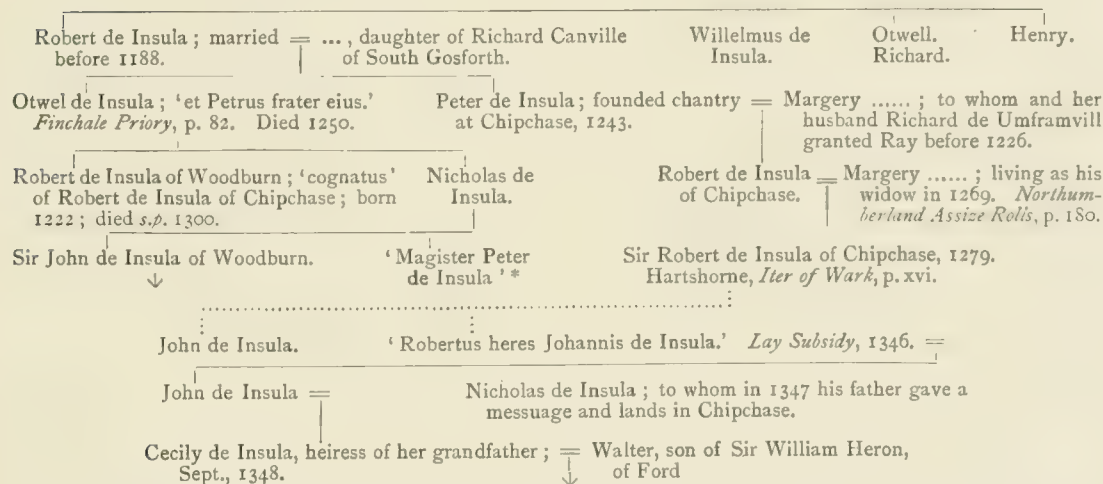 Robert de Insula ; married = ... , daughter of Richard Canville Willelmus de Otwell. Henry.
before 1188. of South Gosforth. Insula. Richard.
Otwel de Insula ; ‘et Petrus frater eius.’ Peter de Insula ; founded chantry = Margery ...... ; to whom and her
Finchale Priory, p. 82. Died 1250. at Chipchase, 1243. husband Richard de Umframvill
granted Ray before 1226.
Robert de Insula of Woodburn ; ‘cognatus’ Nicholas de Robert de Insula = Margery ...... ; living as his
of Robert de Insula of Chipchase ; born Insula. of Chipchase. widow in 1269. Northum-
1222 ; died s.p. 1300. berland Assize Rolls, p. 180.
Sir John de Insula of Woodburn. ‘ Magister Peter Sir Robert de Insula of Chipchase, 1279.
de Insula ’ * Hartshorne, Iter of Wark, p. xvi.
John de Insula. ‘ Robertus heres Johannis de Insula.’ Lay Subsidy, 1346. =
John de Insula = Nicholas de Insula ; to whom in 1347 his father gave a
messuage and lands in Chipchase.
Cecily de Insula, heiress of her grandfather ; = Walter, son of Sir William Heron,
Sept., 1348. of Ford